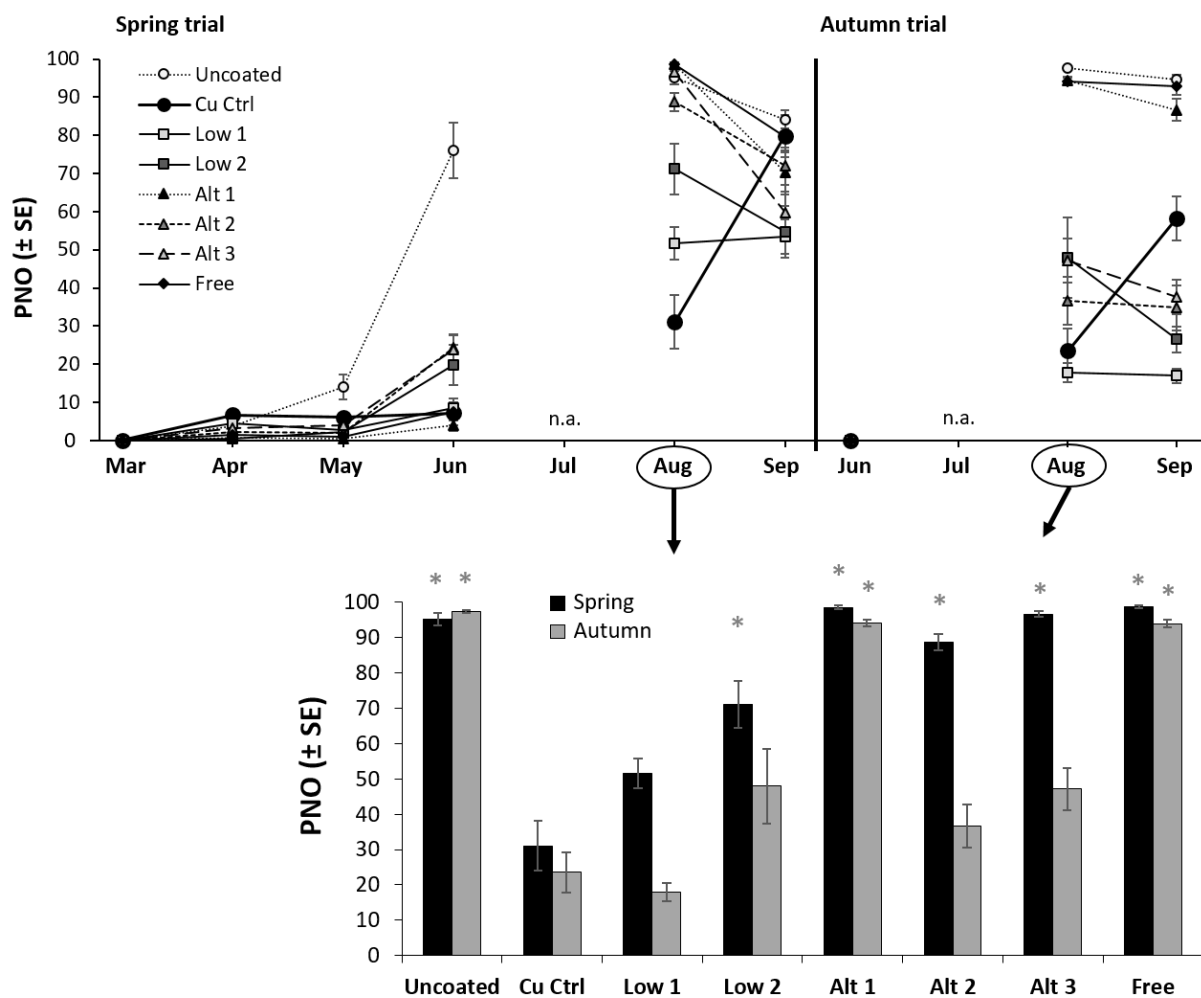 Spring trial
Autumn trial
PNO (± SE)
100
90
80
70
60
50
40
30
20
10
0
Uncoated
Cu Ctrl
Low 1
Low 2
Alt 1
Alt 2
Alt 3
Free
n.a.
n.a.
Mar Apr May Jun Jul Aug Sep Jun Jul Aug Sep
* * * * * * * * *
Spring
Autumn
PNO (± SE)
100
90
80
70
60
50
40
30
20
10
0
Uncoated Cu Ctrl Low 1 Low 2 Alt 1 Alt 2 Alt 3 Free